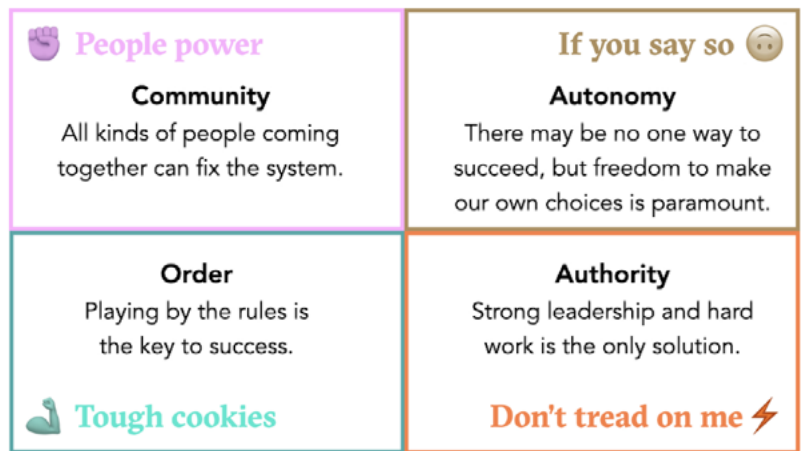 People power
Community
All kinds of people coming
together can fix the system.
If you say so
Autonomy
There may be no one way to
succeed, but freedom to make
our own choices is paramount.
Order
Playing by the rules is
the key to success.
Tough cookies
Authority
Strong leadership and hard
work is the only solution.
Don't tread on me